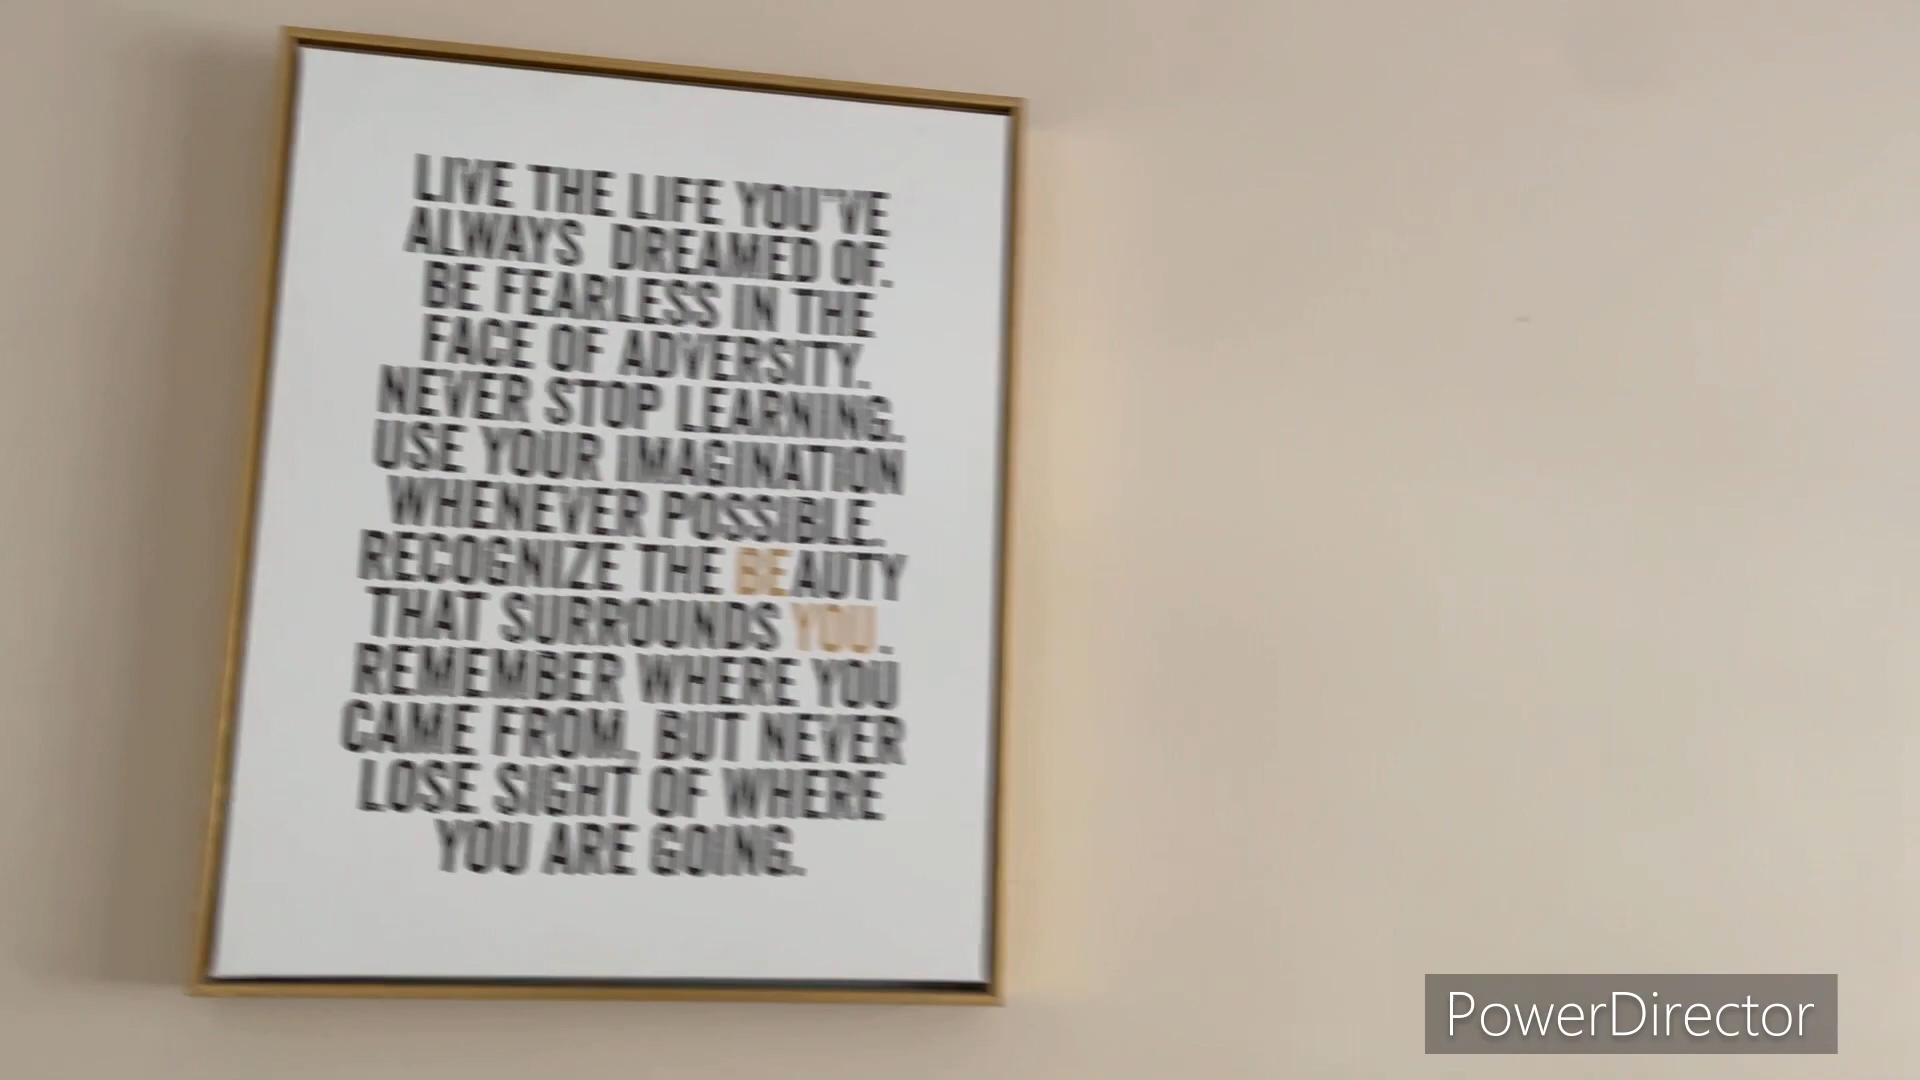 LIVE THE LIFE YOU'VE
ALWAYS DREAMED OF.
BE FEARLESS IN THE
FACE OF ADVERSITY.
NEVER STOP LEARNING.
USE YOUR IMAGINATION
WHENEVER POSSIBLE.
RECOGNIZE THE BEAUTY
THAT SURROUNDS YOU.
REMEMBER WHERE YOU
CAME FROM, BUT NEVER
LOSE SIGHT OF WHERE
YOU ARE GOING.
PowerDirector